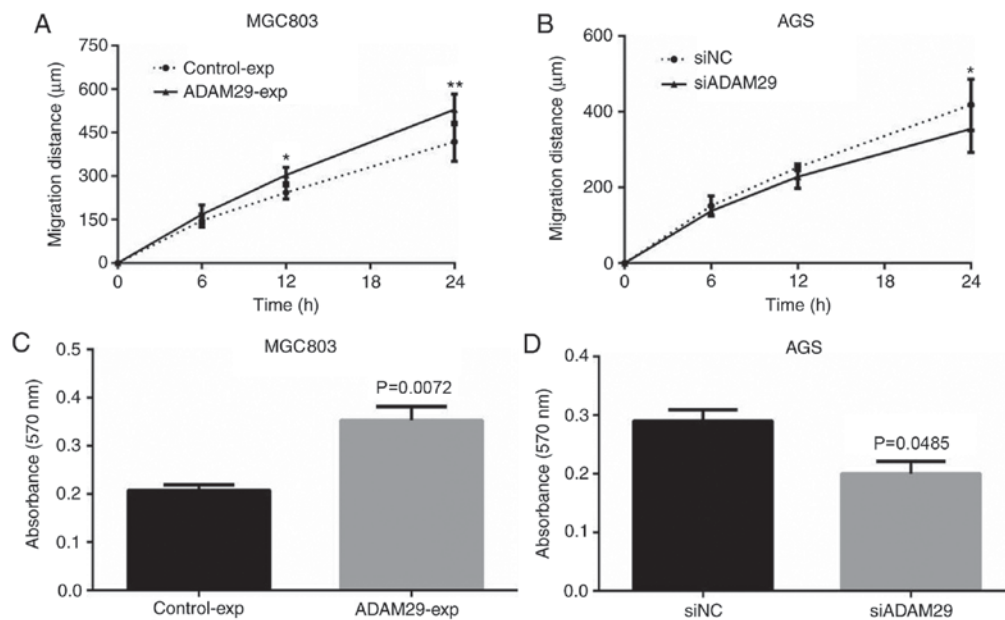 A
MGC803
Migration distance (µm)
750
600
450
300
150
0
Control-exp
ADAM29-exp
*
**
0
6
12
18
24
Time (h)
B
AGS
Migration distance (µm)
600
400
200
0
siNC
siADAM29
*
0
6
12
18
24
Time (h)
C
MGC803
Absorbance (570 nm)
0.5
0.4
0.3
0.2
0.1
0.0
P=0.0072
Control-exp
ADAM29-exp
D
AGS
Absorbance (570 nm)
0.4
0.3
0.2
0.1
0.0
P=0.0485
siNC
siADAM29